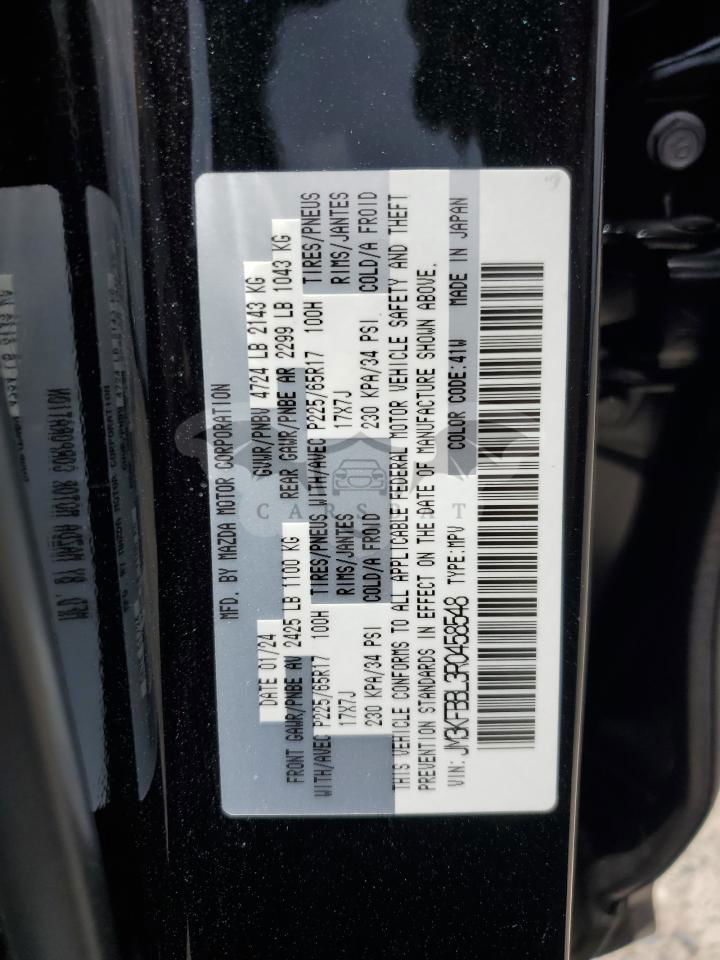 MFD. BY MAZDA MOTOR CORPORATION
DATE 01/24 GVWR/PNBV 4724 LB 2143 KG
FRONT GAWR/PNBE AV 2425 LB 1100 KG REAR GAWR/PNBE AR 2299 LB 1043 KG
WITH/AVEC P225/65R17 100H TIRES/PNEUS WITH/AVEC P225/65R17 100H TIRES/PNEUS
17X7J RIMS/JANTES 17X7J RIMS/JANTES
230 KPA/34 PSI COLD/A FROID 230 KPA/34 PSI COLD/A FROID
THIS VEHICLE CONFORMS TO ALL APPLICABLE FEDERAL MOTOR VEHICLE SAFETY AND THEFT
PREVENTION STANDARDS IN EFFECT ON THE DATE OF MANUFACTURE SHOWN ABOVE.
VIN: JM3KFBBL3R0458548 TYPE:MPV COLOR CODE:41W MADE IN JAPAN